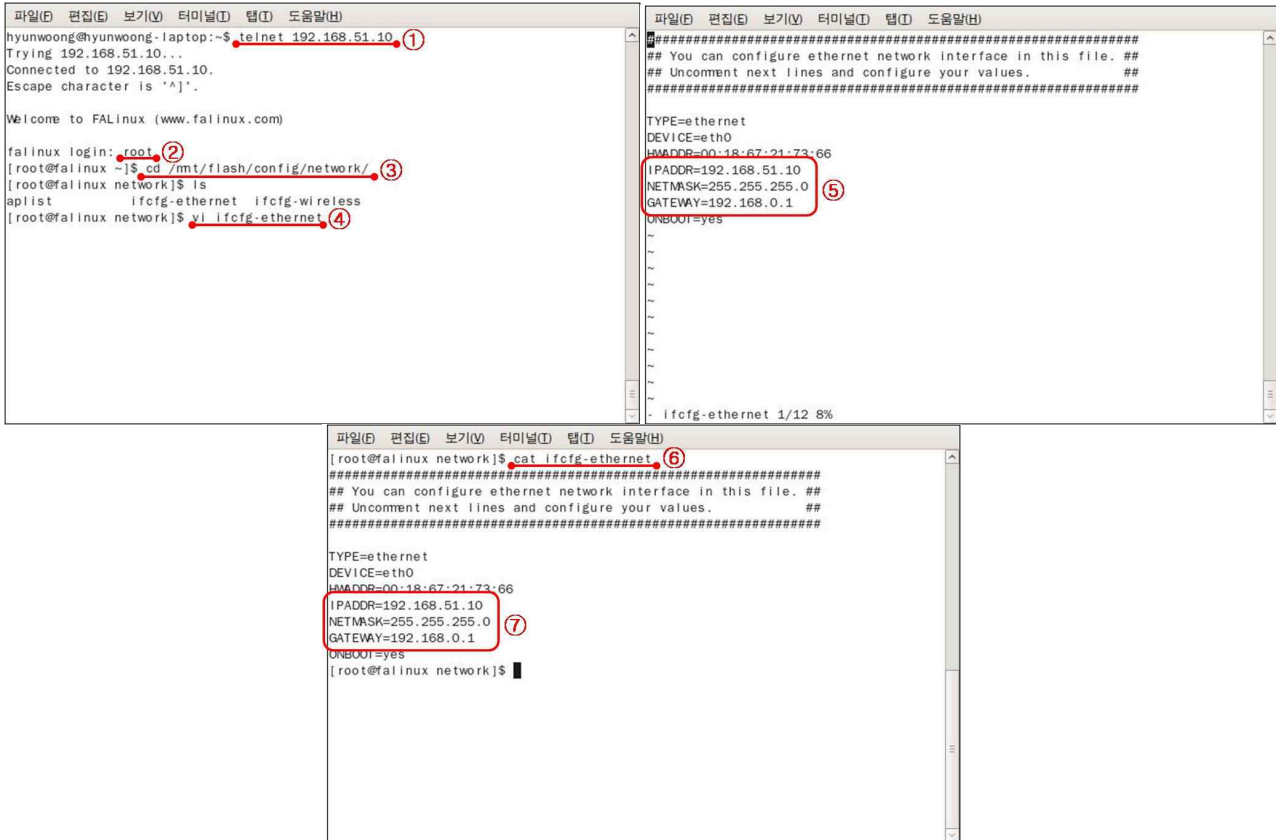 파일(F) 편집(E) 보기(V) 터미널(T) 탭(T) 도움말(H)
hyunwoong@hyunwoong-laptop:~$ telnet 192.168.51.10 ①
Trying 192.168.51.10...
Connected to 192.168.51.10.
Escape character is '^]'.
Welcome to FALinux (www.falinux.com)
falinux login: root ②
[root@falinux ~]$ cd /mnt/flash/config/network/ ③
[root@falinux network]$ ls
aplist ifcfg-ethernet ifcfg-wireless
[root@falinux network]$ vi ifcfg-ethernet ④
파일(F) 편집(E) 보기(V) 터미널(T) 탭(T) 도움말(H)
################################################################
## You can configure ethernet network interface in this file. ##
## Uncomment next lines and configure your values. ##
################################################################
TYPE=ethernet
DEVICE=eth0
HWADDR=00:18:67:21:73:66
IPADDR=192.168.51.10
NETMASK=255.255.255.0 ⑤
GATEWAY=192.168.0.1
ONBOOT=yes
~
~
~
~
~
~
~
~
~
~
~
- ifcfg-ethernet 1/12 8%
파일(F) 편집(E) 보기(V) 터미널(T) 탭(T) 도움말(H)
[root@falinux network]$ cat ifcfg-ethernet ⑥
################################################################
## You can configure ethernet network interface in this file. ##
## Uncomment next lines and configure your values. ##
################################################################
TYPE=ethernet
DEVICE=eth0
HWADDR=00:18:67:21:73:66
IPADDR=192.168.51.10
NETMASK=255.255.255.0 ⑦
GATEWAY=192.168.0.1
ONBOOT=yes
[root@falinux network]$